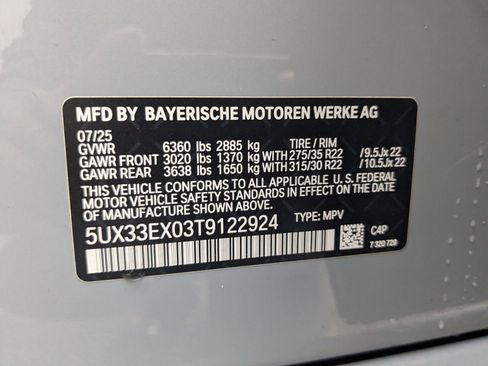 MFD BY BAYERISCHE MOTOREN WERKE AG
07/25
GVWR 6360 lbs 2885 kg TIRE / RIM
GAWR FRONT 3020 lbs 1370 kg WITH 275/35 R22 /9.5Jx22
GAWR REAR 3638 lbs 1650 kg WITH 315/30 R22 /10.5Jx22
THIS VEHICLE CONFORMS TO ALL APPLICABLE U.S. FEDERAL
MOTOR VEHICLE SAFETY STANDARDS IN EFFECT ON THE
DATE OF MANUFACTURE SHOWN ABOVE.
5UX33EX03T9122924 TYPE: MPV
C4P
7 320 729